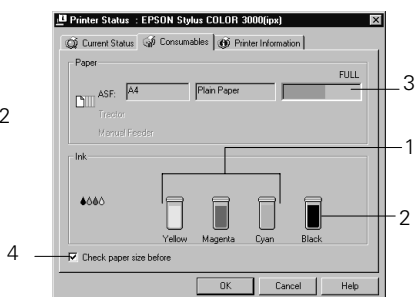 Printer Status : EPSON Stylus COLOR 3000(ipx)
Current Status Consumables Printer Information
Paper
FULL
ASF: A4 Plain Paper
3
Tractor
2
Manual Feeder
Ink
1
2
Yellow Magenta Cyan Black
4
Check paper size before
OK Cancel Help